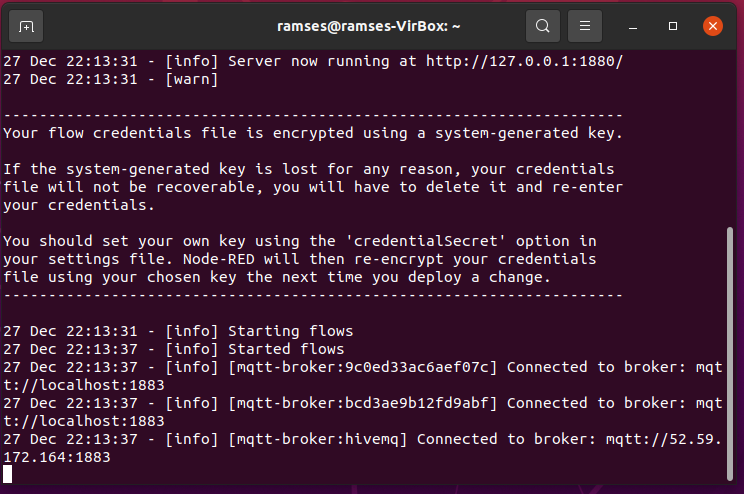 ramses@ramses-VirBox: ~
27 Dec 22:13:31 - [info] Server now running at http://127.0.0.1:1880/
27 Dec 22:13:31 - [warn]
---------------------------------------------------------------------
Your flow credentials file is encrypted using a system-generated key.
If the system-generated key is lost for any reason, your credentials
file will not be recoverable, you will have to delete it and re-enter
your credentials.
You should set your own key using the 'credentialSecret' option in
your settings file. Node-RED will then re-encrypt your credentials
file using your chosen key the next time you deploy a change.
---------------------------------------------------------------------
27 Dec 22:13:31 - [info] Starting flows
27 Dec 22:13:37 - [info] Started flows
27 Dec 22:13:37 - [info] [mqtt-broker:9c0ed33ac6aef07c] Connected to broker: mqt
t://localhost:1883
27 Dec 22:13:37 - [info] [mqtt-broker:bcd3ae9b12fd9abf] Connected to broker: mqt
t://localhost:1883
27 Dec 22:13:37 - [info] [mqtt-broker:hivemq] Connected to broker: mqtt://52.59.
172.164:1883